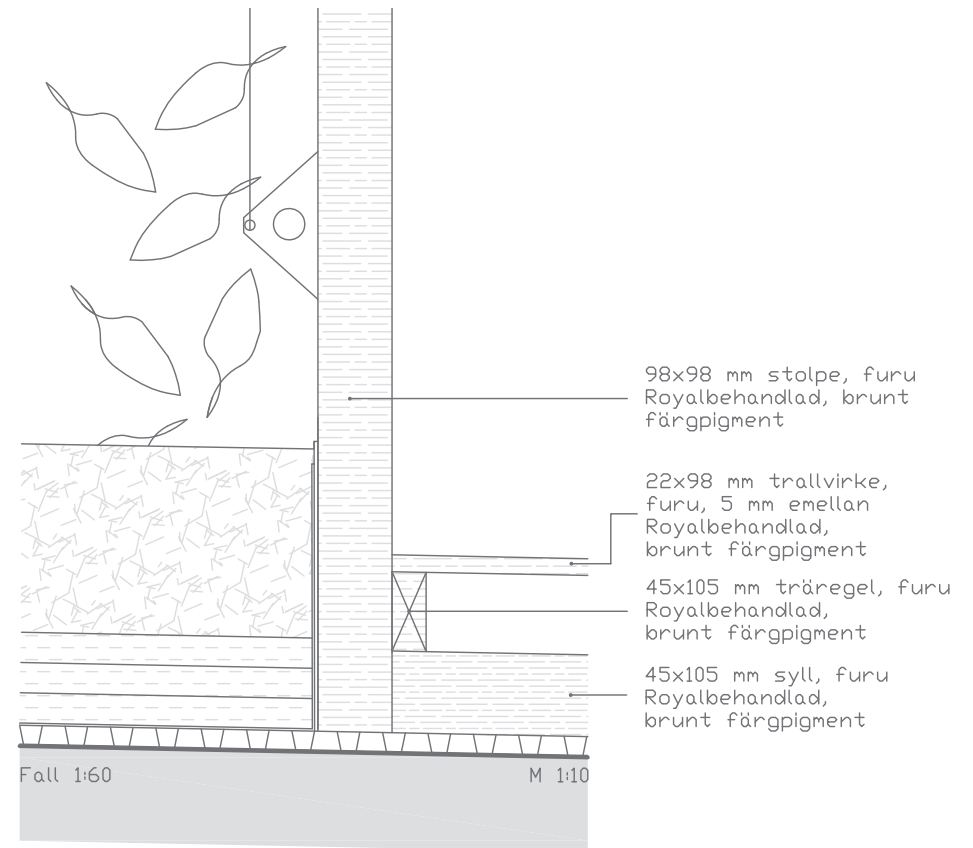 98x98 mm stolpe, furu
Royalbehandlad, brunt
färgpigment
22x98 mm trallvirke,
furu, 5 mm emellan
Royalbehandlad,
brunt färgpigment
45x105 mm träregel, furu
Royalbehandlad,
brunt färgpigment
45x105 mm syll, furu
Royalbehandlad,
brunt färgpigment
Fall 1:60
M 1:10